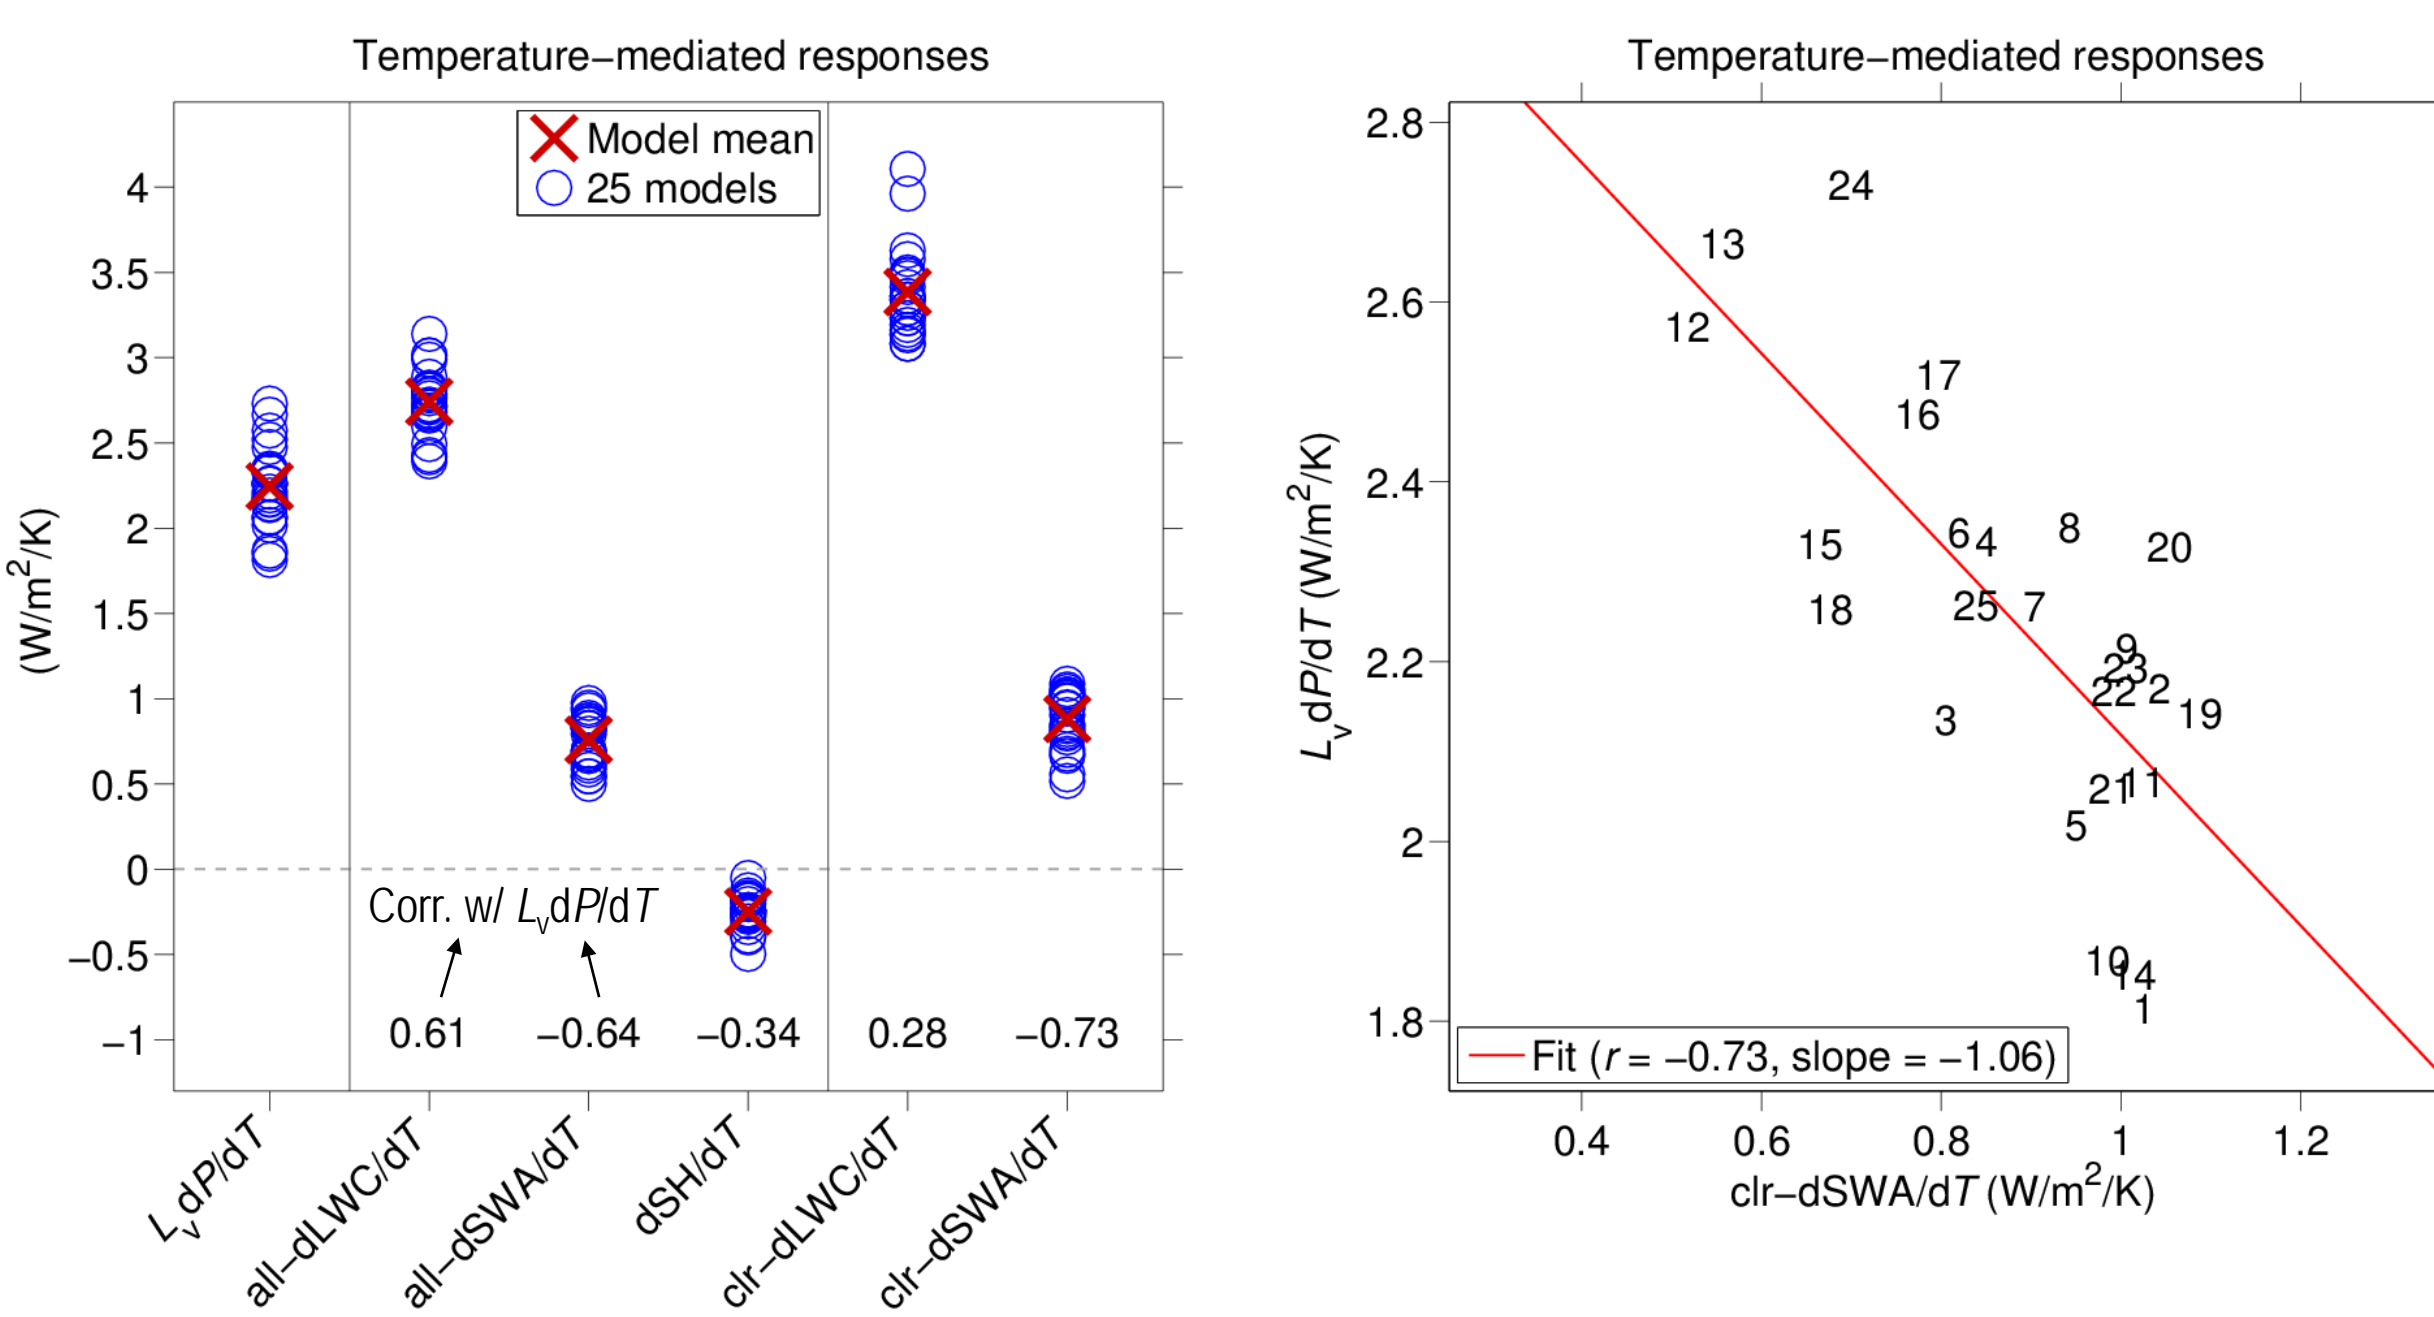 Temperature−mediated responses
Model mean
25 models
4
3.5
3
2.5
2
1.5
1
0.5
0
−0.5
−1
(W/m²/K)
Corr. w/ LᵥdP/dT
0.61 −0.64 −0.34 0.28 −0.73
LᵥdP/dT
all−dLWC/dT
all−dSWA/dT
dSH/dT
clr−dLWC/dT
clr−dSWA/dT
Temperature−mediated responses
2.8
2.6
2.4
2.2
2
1.8
LᵥdP/dT (W/m²/K)
24
13
12
17
16
15
6
4
8
20
18
25
7
9
23
22
2
19
3
21
11
5
10
14
1
Fit (r = −0.73, slope = −1.06)
0.4 0.6 0.8 1 1.2
clr−dSWA/dT (W/m²/K)